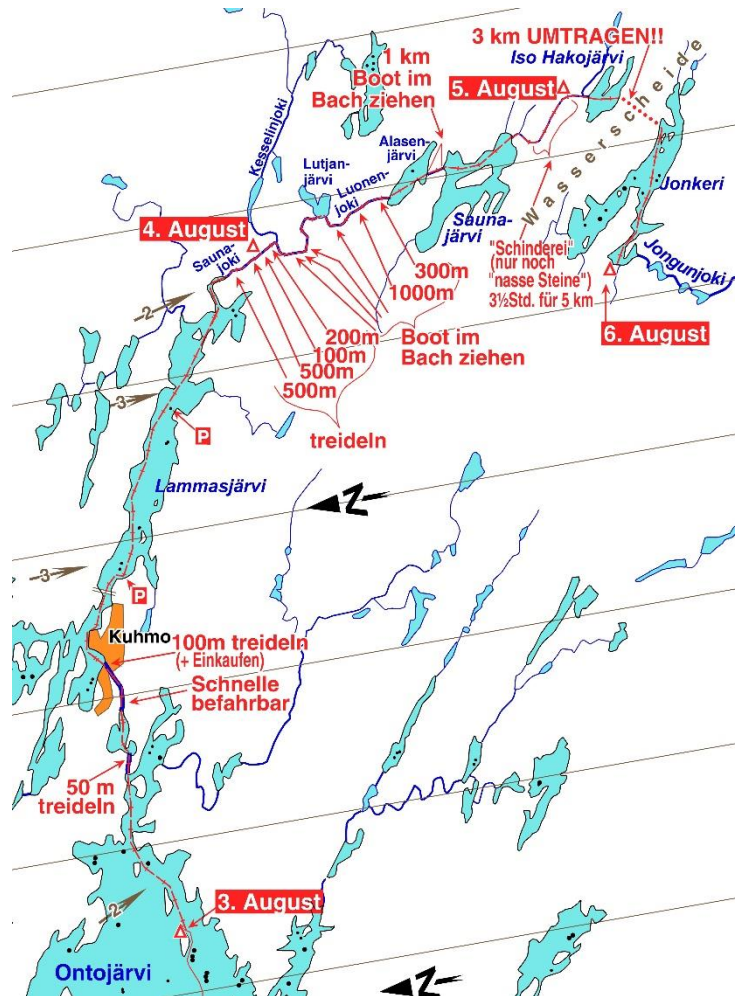 3 km UMTRAGEN!!
1 km
Boot im
Bach ziehen
Iso Hakojärvi
5. August
Wasserscheide
Kesselinjoki
Alasen-
järvi
Lutjan-
järvi
Luonen-
joki
Jonkeri
4. August
Sauna-
järvi
Sauna-
joki
"Schinderei"
(nur noch
"nasse Steine")
3½Std. für 5 km
Jongunjoki
300m
1000m
2
6. August
200m
100m
500m
500m
Boot im
Bach ziehen
3
P
treideln
Lammasjärvi
N
3
P
Kuhmo
100m treideln
(+ Einkaufen)
Schnelle
befahrbar
50 m
treideln
2
3. August
Ontojärvi
N